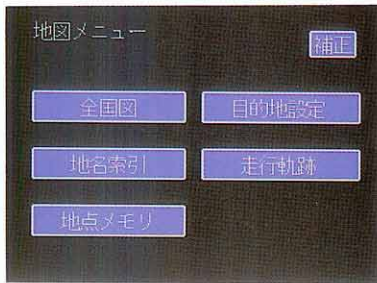 地図メニュー
補正
全国図
目的地設定
地名索引
走行軌跡
地点メモリ